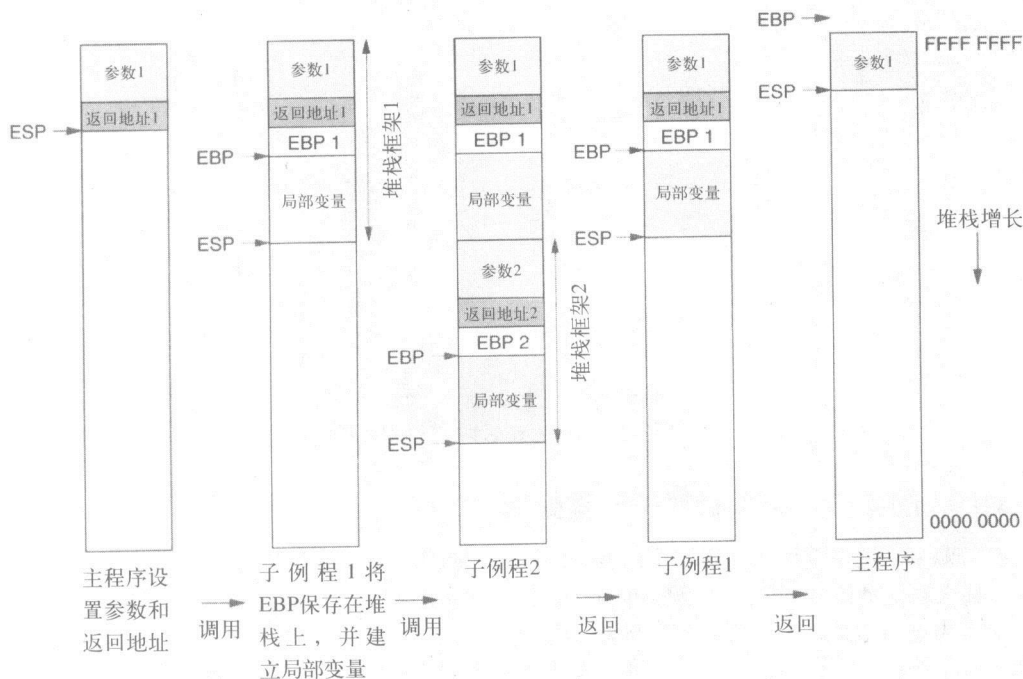 参数1
返回地址1
ESP
参数1
返回地址1
EBP 1
EBP
局部变量
ESP
堆栈框架1
参数1
返回地址1
EBP 1
局部变量
参数2
返回地址2
EBP 2
EBP
局部变量
ESP
堆栈框架2
参数1
返回地址1
EBP 1
EBP
局部变量
ESP
EBP
参数1
ESP
FFFF FFFF
堆栈增长
0000 0000
主程序设
置参数和
返回地址
调用
子例程1将
EBP保存在堆
栈上，并建
立局部变量
调用
子例程2
返回
子例程1
返回
主程序